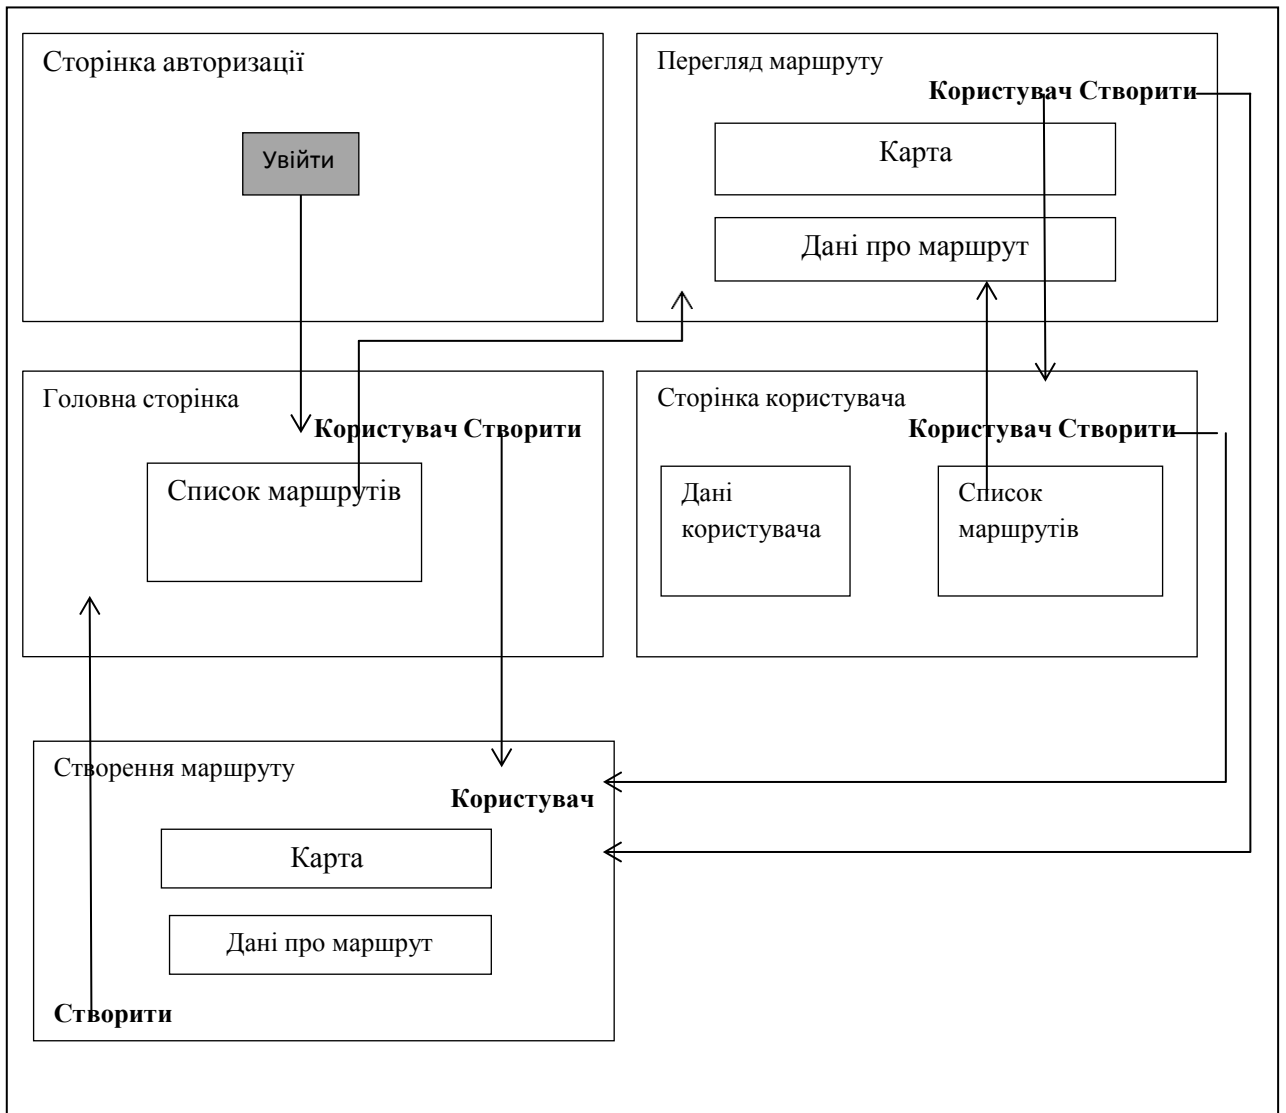 Сторінка авторизації
Увійти
Перегляд маршруту
Користувач Створити
Карта
Дані про маршрут
Головна сторінка
Користувач Створити
Список маршрутів
Сторінка користувача
Користувач Створити
Дані
користувача
Список
маршрутів
Створення маршруту
Користувач
Карта
Дані про маршрут
Створити